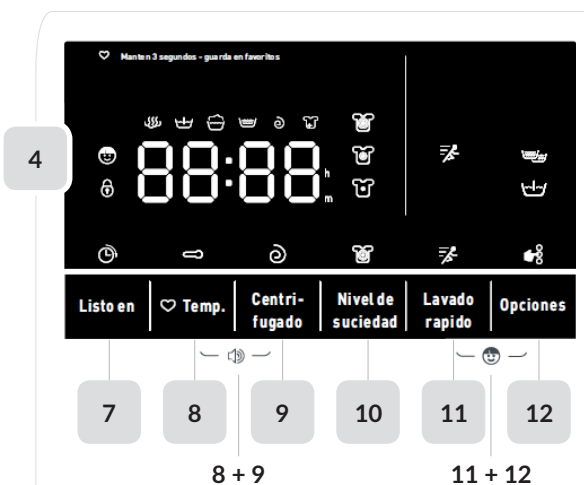 Manten 3 segundos - guarda en favoritos
4
88:88
h
m
Listo en
Temp.
Centri-
fugado
Nivel de
suciedad
Lavado
rapido
Opciones
7
8
9
10
11
12
8 + 9
11 + 12